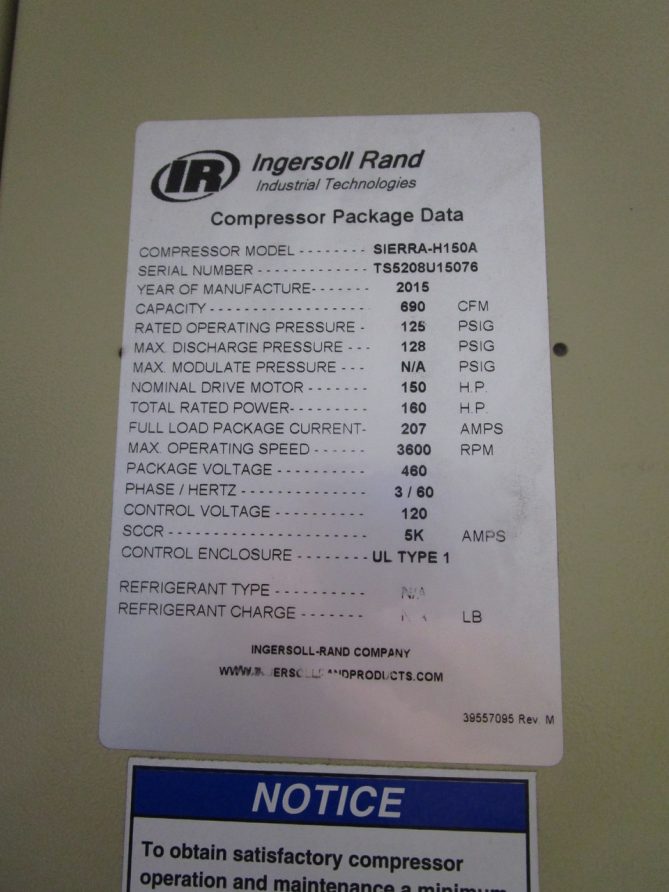 IR Ingersoll Rand
Industrial Technologies
Compressor Package Data
COMPRESSOR MODEL - - - - - - - - SIERRA-H150A
SERIAL NUMBER - - - - - - - - - - - - - TS5208U15076
YEAR OF MANUFACTURE- - - - - - - 2015
CAPACITY - - - - - - - - - - - - - - - - - - 690 CFM
RATED OPERATING PRESSURE - 125 PSIG
MAX. DISCHARGE PRESSURE - - - 128 PSIG
MAX. MODULATE PRESSURE - - - N/A PSIG
NOMINAL DRIVE MOTOR - - - - - - - 150 H.P.
TOTAL RATED POWER- - - - - - - - - 160 H.P.
FULL LOAD PACKAGE CURRENT- 207 AMPS
MAX. OPERATING SPEED - - - - - - 3600 RPM
PACKAGE VOLTAGE - - - - - - - - - - 460
PHASE / HERTZ - - - - - - - - - - - - - - 3 / 60
CONTROL VOLTAGE - - - - - - - - - - 120
SCCR - - - - - - - - - - - - - - - - - - - - - - 5K AMPS
CONTROL ENCLOSURE - - - - - - - - UL TYPE 1
REFRIGERANT TYPE - - - - - - - - - - N/A
REFRIGERANT CHARGE - - - - - - - LB
INGERSOLL-RAND COMPANY
39557095 Rev. M
NOTICE
To obtain satisfactory compressor
operation and maintenance a minimum